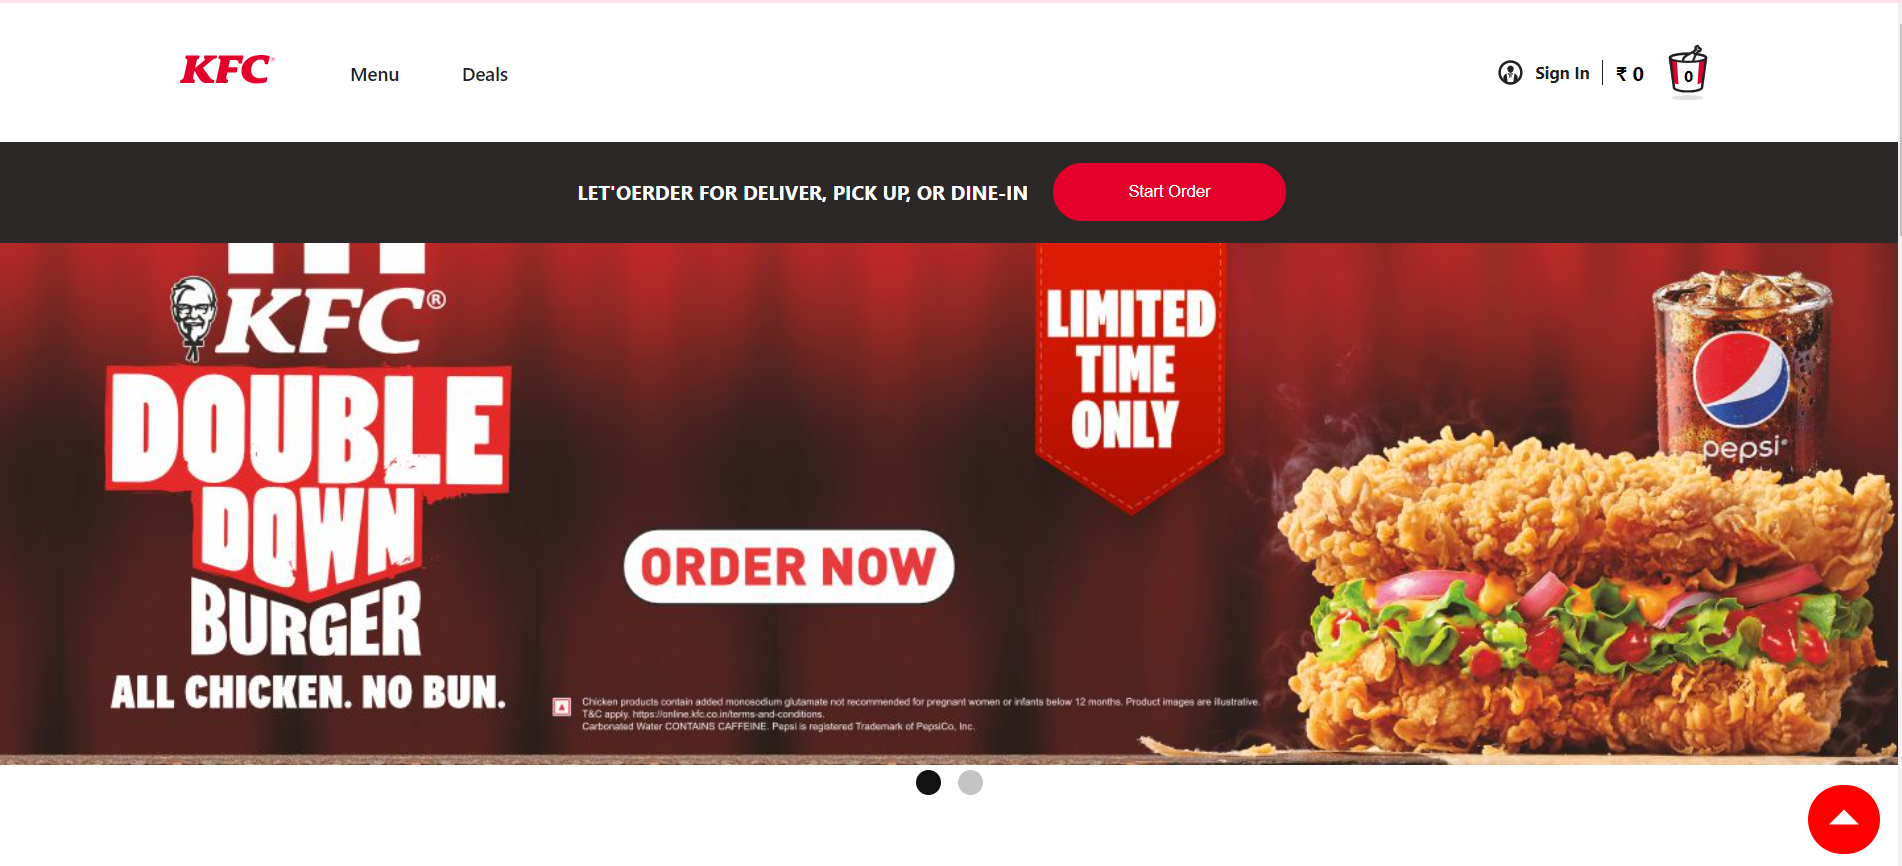 KFC
Menu
Deals
Sign In
₹ 0
0
LET'OERDER FOR DELIVER, PICK UP, OR DINE-IN
Start Order
KFC®
DOUBLE
DOWN
BURGER
ALL CHICKEN. NO BUN.
ORDER NOW
LIMITED
TIME
ONLY
pepsi®
Chicken products contain added monosodium glutamate not recommended for pregnant women or infants below 12 months. Product images are illustrative.
T&C apply. https://online.kfc.co.in/terms-and-conditions.
Carbonated Water CONTAINS CAFFEINE. Pepsi is registered Trademark of PepsiCo, Inc.